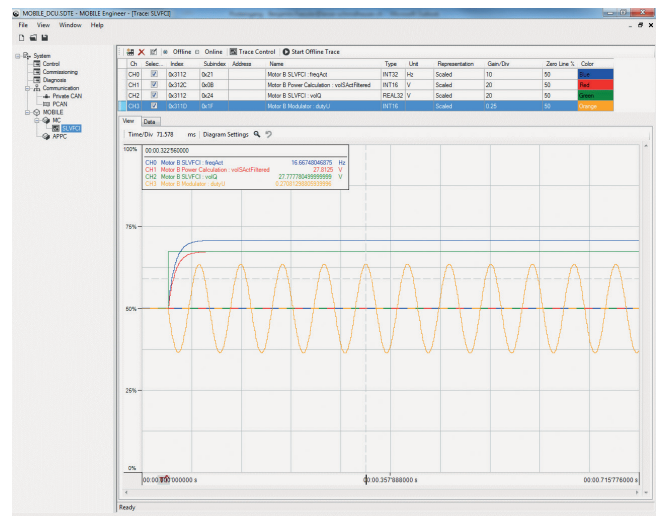 MOBILE_DCU.SDTE - MOBILE Engineer - [Trace: SLVFCI]
File View Window Help
Offline Online Trace Control Start Offline Trace
System
Control
Commissioning
Diagnosis
Communication
Private CAN
PCAN
MOBILE
MC
SLVFCI
APPC
Ch Selec... Index Subindex Address Name Type Unit Representation Gain/Div Zero Line % Color
CH0 0x3112 0x21 Motor B SLVFCI : freqAct INT32 Hz Scaled 10 50 Blue
CH1 0x312C 0x0B Motor B Power Calculation : volSActFiltered INT16 V Scaled 20 50 Red
CH2 0x3112 0x24 Motor B SLVFCI : volQ REAL32 V Scaled 20 50 Green
CH3 0x311D 0x1F Motor B Modulator : dutyU INT16 Scaled 0.25 50 Orange
View Data
Time/Div 71.578 ms Diagram Settings
100%
00:00.322'560000
CH0 Motor B SLVFCI : freqAct 16.66748046875 Hz
CH1 Motor B Power Calculation : volSActFiltered 27.8125 V
CH2 Motor B SLVFCI : volQ V
CH3 Motor B Modulator : dutyU
75%
50%
25%
0%
00:00.357'888000 s
00:00.715'776000 s
Ready